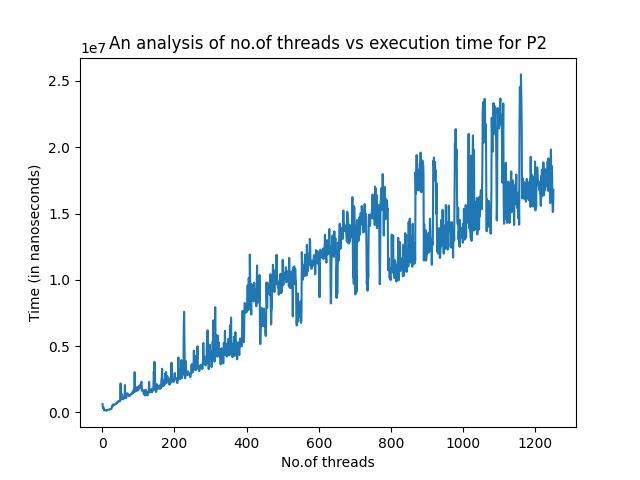 An analysis of no.of threads vs execution time for P2
1e7
2.5
2.0
1.5
1.0
0.5
0.0
Time (in nanoseconds)
0 200 400 600 800 1000 1200
No.of threads